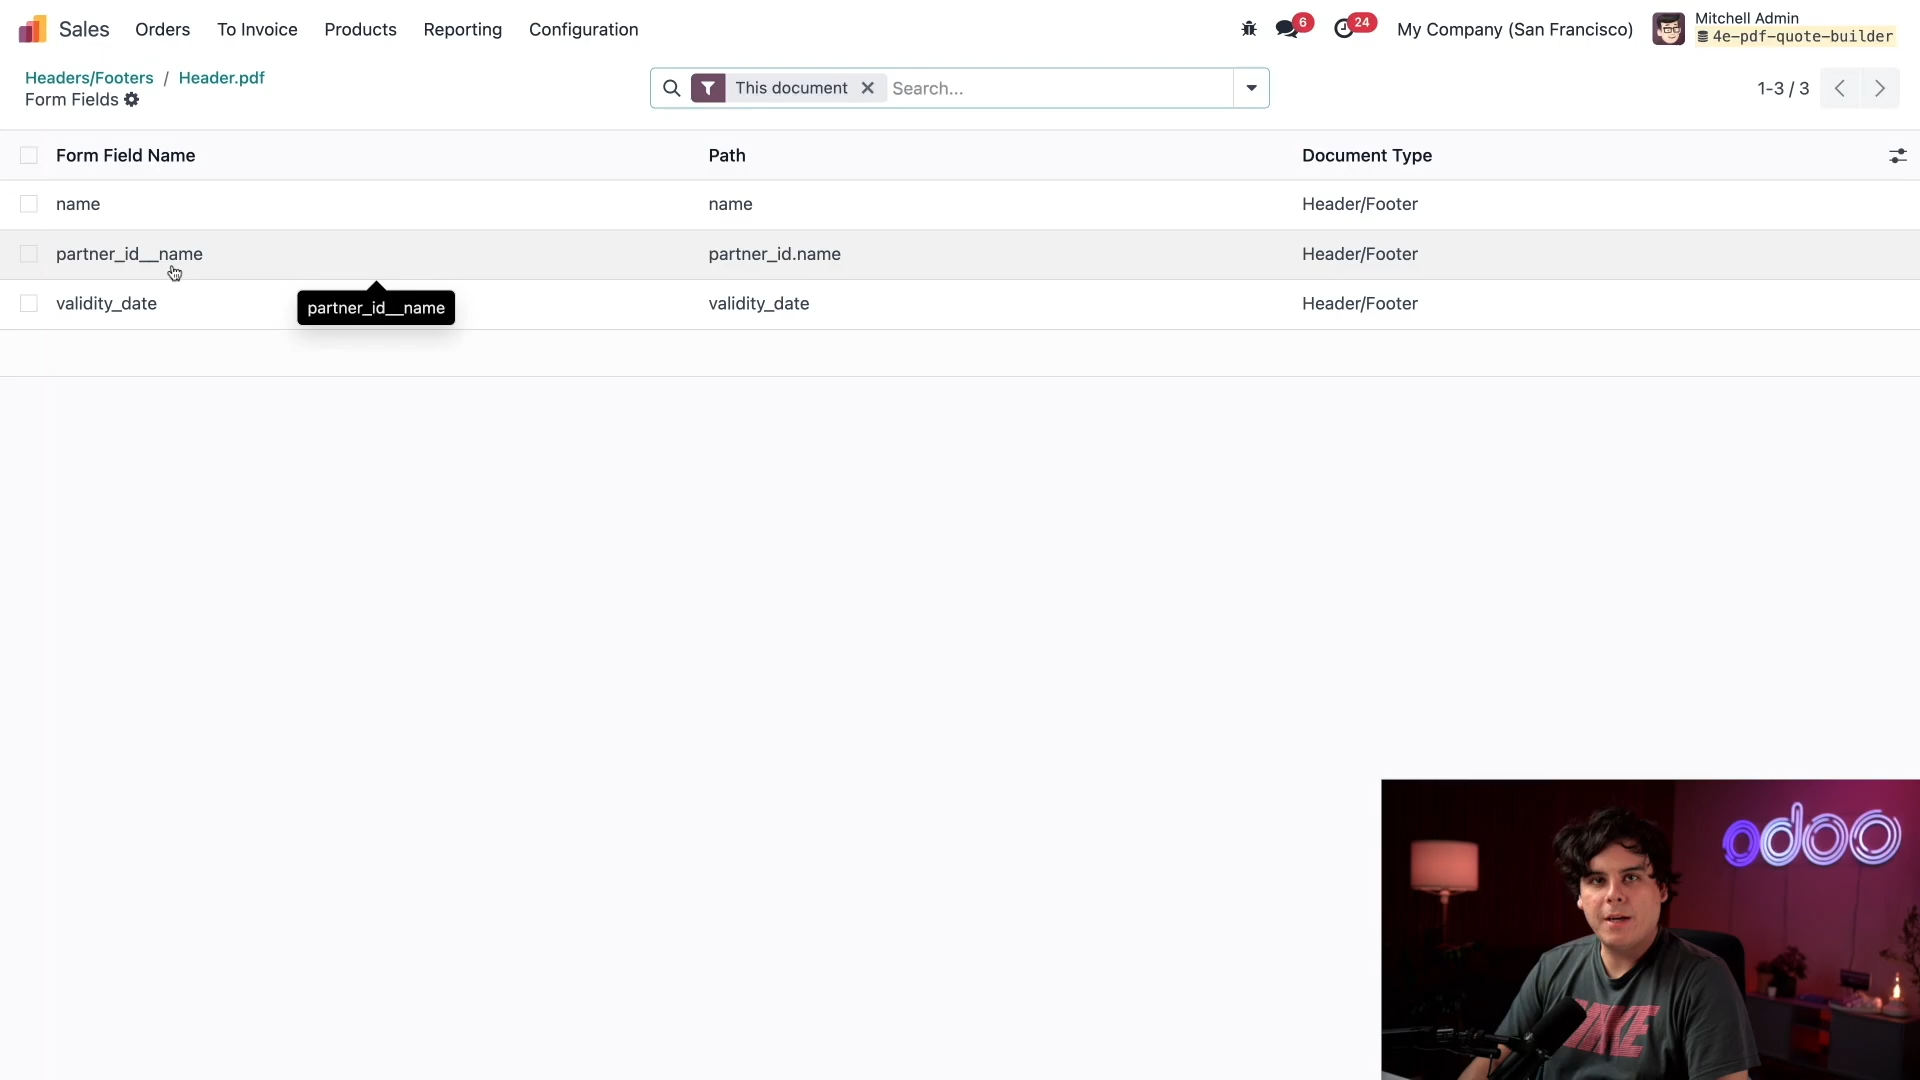 Sales Orders To Invoice Products Reporting Configuration 6 24 My Company (San Francisco) Mitchell Admin
4e-pdf-quote-builder
Headers/Footers / Header.pdf
Form Fields
This document Search... 1-3 / 3
Form Field Name Path Document Type
name name Header/Footer
partner_id__name partner_id.name Header/Footer
validity_date validity_date Header/Footer
partner_id__name
odoo